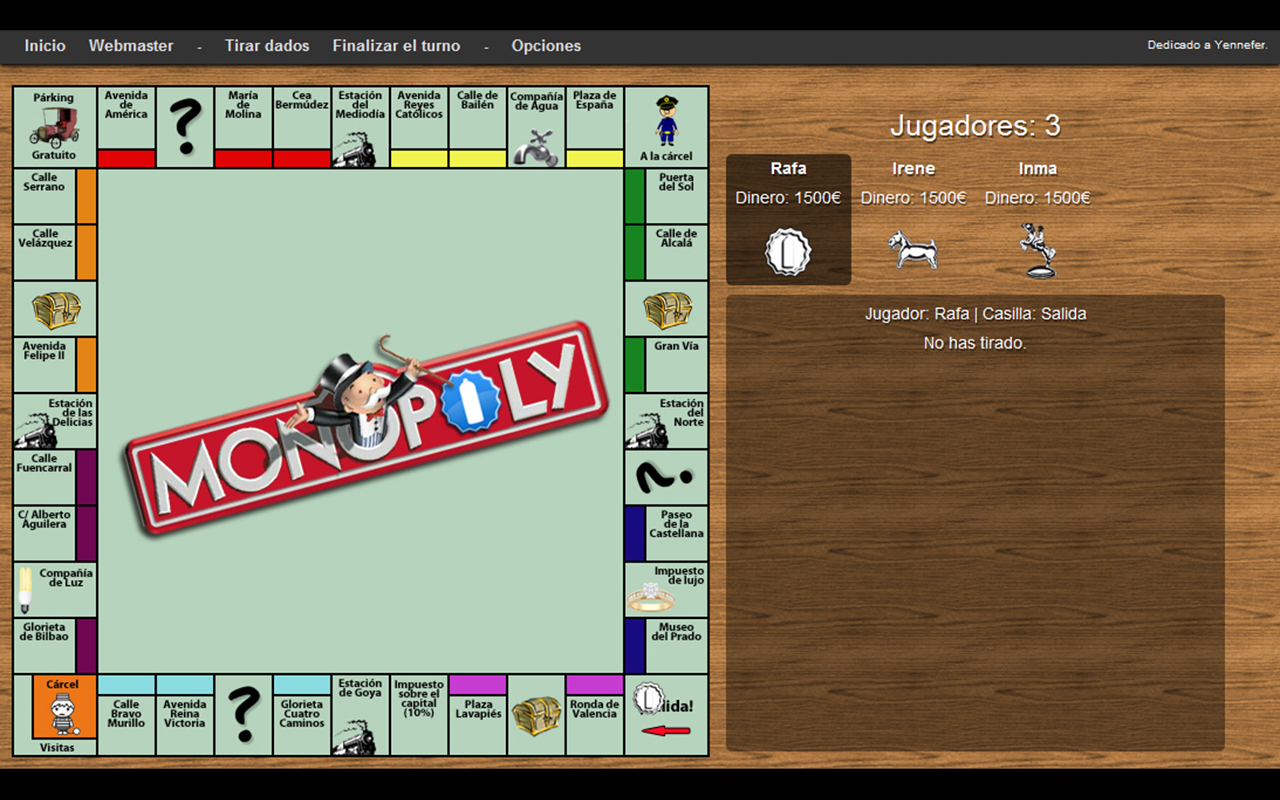 Inicio Webmaster - Tirar dados Finalizar el turno - Opciones
Dedicado a Yennefer.
Párking
Gratuito
Avenida
de
América
?
María
de
Molina
Cea
Bermúdez
Estación
del
Mediodía
Avenida
Reyes
Católicos
Calle de
Bailén
Compañía
de Agua
Plaza de
España
A la cárcel
Calle
Serrano
Calle
Velázquez
Avenida
Felipe II
Estación
de las
Delicias
Calle
Fuencarral
C/ Alberto
Aguilera
Compañía
de Luz
Glorieta
de Bilbao
MONOPOLY
Puerta
del Sol
Calle de
Alcalá
Gran Vía
Estación
del
Norte
?
Paseo
de la
Castellana
Impuesto
de lujo
Museo
del Prado
Cárcel
Visitas
Calle
Bravo
Murillo
Avenida
Reina
Victoria
?
Glorieta
Cuatro
Caminos
Estación
de Goya
Impuesto
sobre el
capital
(10%)
Plaza
Lavapiés
Ronda de
Valencia
lida!
Jugadores: 3
Rafa Irene Inma
Dinero: 1500€ Dinero: 1500€ Dinero: 1500€
Jugador: Rafa | Casilla: Salida
No has tirado.